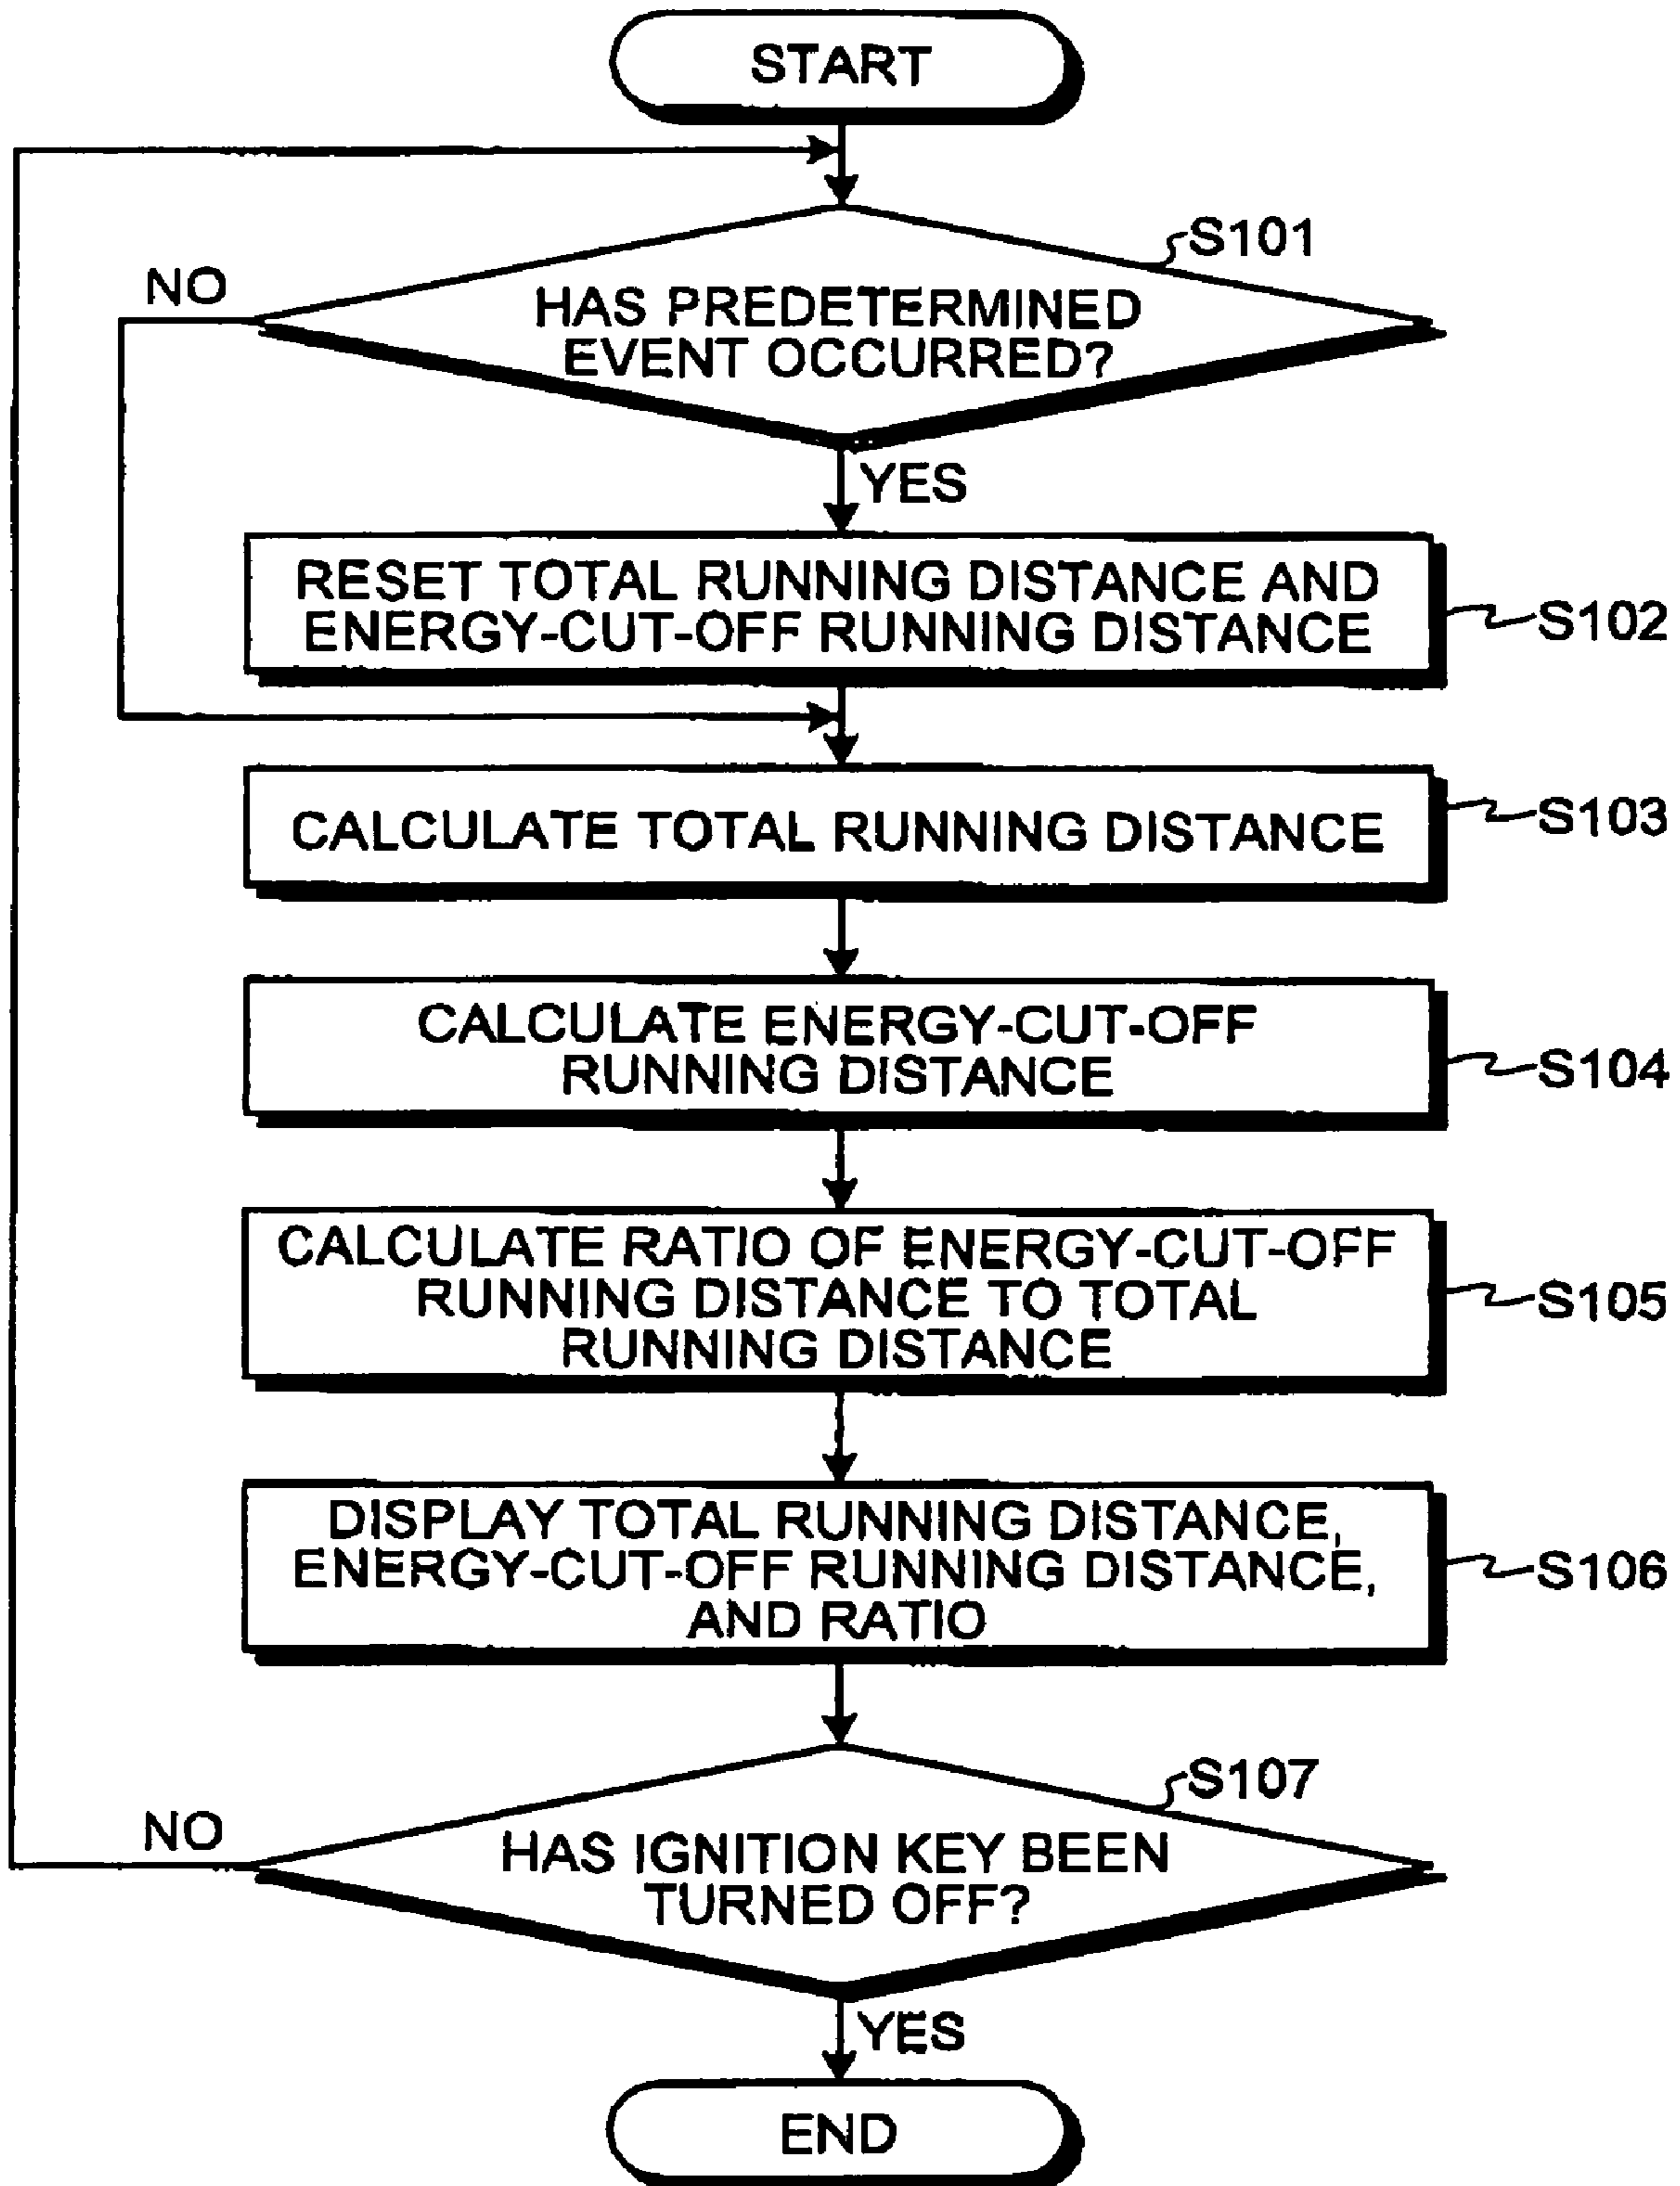 START
S101
NO
HAS PREDETERMINED
EVENT OCCURRED?
YES
RESET TOTAL RUNNING DISTANCE AND
ENERGY-CUT-OFF RUNNING DISTANCE
S102
CALCULATE TOTAL RUNNING DISTANCE
S103
CALCULATE ENERGY-CUT-OFF
RUNNING DISTANCE
S104
CALCULATE RATIO OF ENERGY-CUT-OFF
RUNNING DISTANCE TO TOTAL
RUNNING DISTANCE
S105
DISPLAY TOTAL RUNNING DISTANCE,
ENERGY-CUT-OFF RUNNING DISTANCE,
AND RATIO
S106
S107
NO
HAS IGNITION KEY BEEN
TURNED OFF?
YES
END